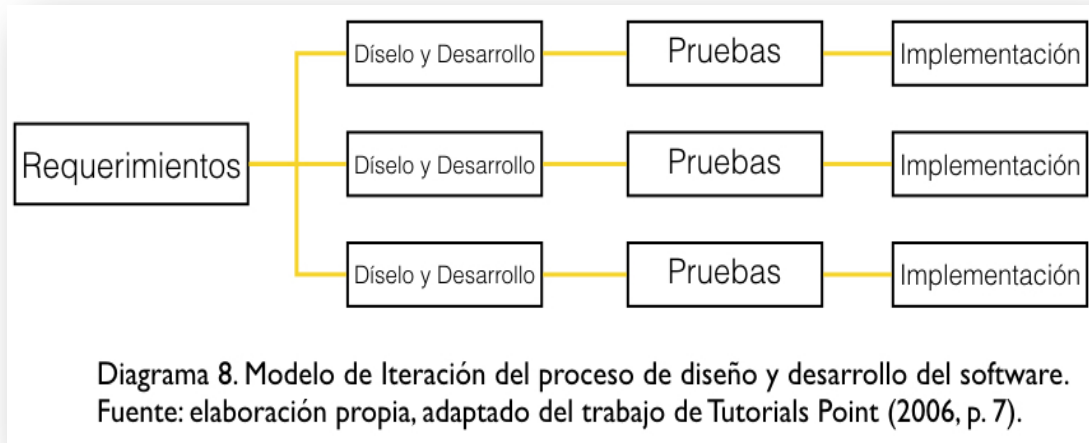 Díselo y Desarrollo Pruebas Implementación
Requerimientos Díselo y Desarrollo Pruebas Implementación
Díselo y Desarrollo Pruebas Implementación
Diagrama 8. Modelo de Iteración del proceso de diseño y desarrollo del software.
Fuente: elaboración propia, adaptado del trabajo de Tutorials Point (2006, p. 7).